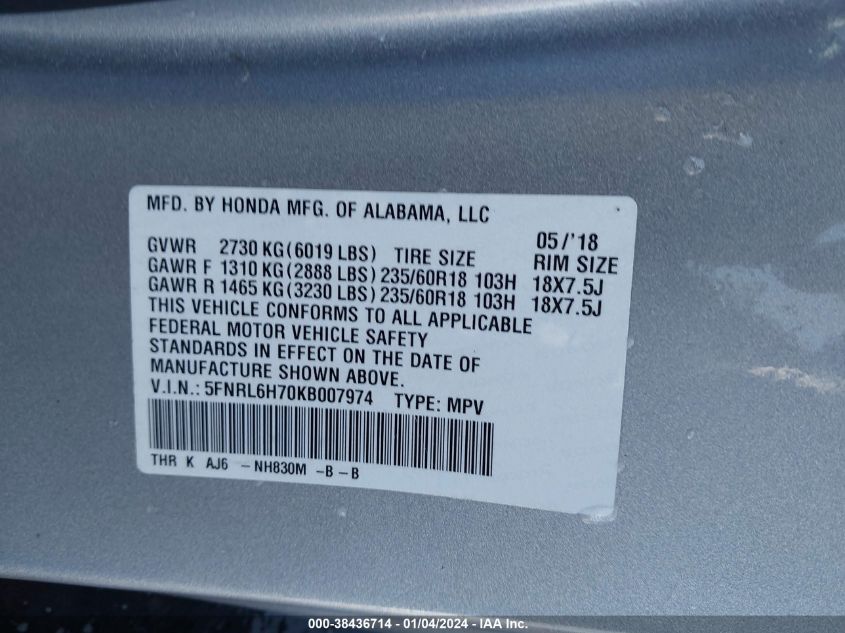 MFD. BY HONDA MFG. OF ALABAMA, LLC
05/'18
GVWR 2730 KG(6019 LBS) TIRE SIZE RIM SIZE
GAWR F 1310 KG(2888 LBS) 235/60R18 103H 18X7.5J
GAWR R 1465 KG(3230 LBS) 235/60R18 103H 18X7.5J
THIS VEHICLE CONFORMS TO ALL APPLICABLE
FEDERAL MOTOR VEHICLE SAFETY
STANDARDS IN EFFECT ON THE DATE OF
MANUFACTURE SHOWN ABOVE.
V.I.N.: 5FNRL6H70KB007974 TYPE: MPV
THR K AJ6 - NH830M - B - B
000-38436714 - 01/04/2024 - IAA Inc.